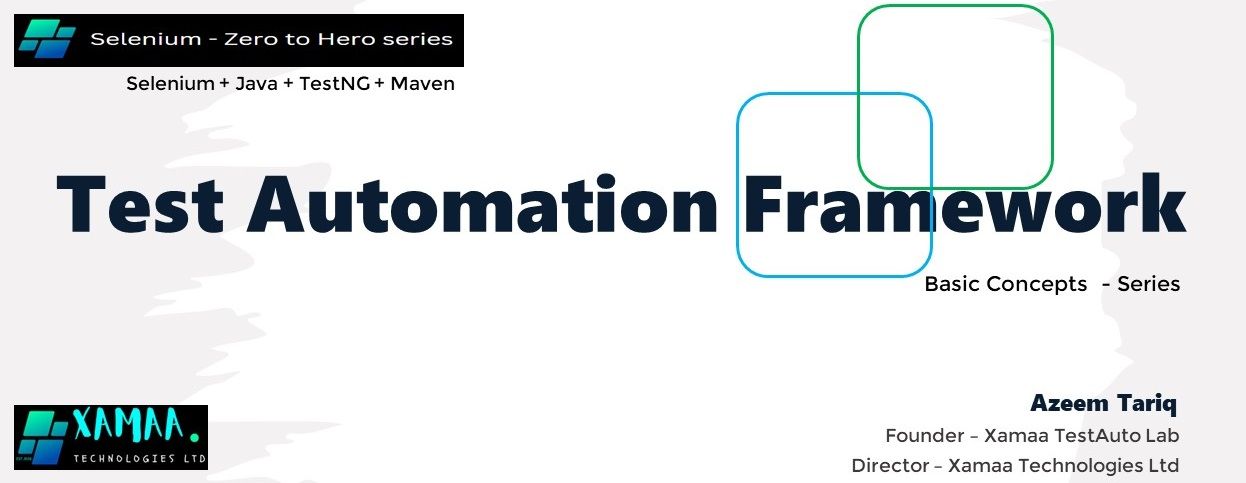 Selenium - Zero to Hero series
Selenium + Java + TestNG + Maven
Test Automation Framework
Basic Concepts - Series
XAMAA.
TECHNOLOGIES LTD
Azeem Tariq
Founder – Xamaa TestAuto Lab
Director – Xamaa Technologies Ltd